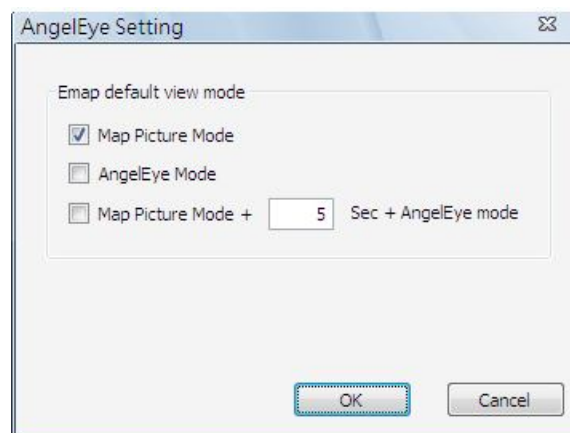 AngelEye Setting
Emap default view mode
Map Picture Mode
AngelEye Mode
Map Picture Mode + 5 Sec + AngelEye mode
OK Cancel